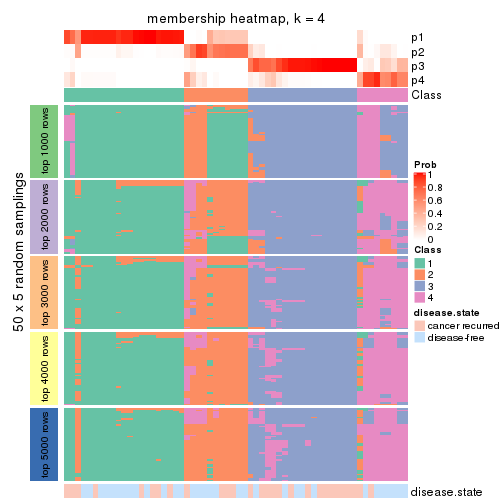 membership heatmap, k = 4
p1
p2
p3
p4
Class
50 x 5 random samplings
top 1000 rows
top 2000 rows
top 3000 rows
top 4000 rows
top 5000 rows
Prob
1
0.8
0.6
0.4
0.2
0
Class
1
2
3
4
disease.state
cancer recurred
disease-free
disease.state